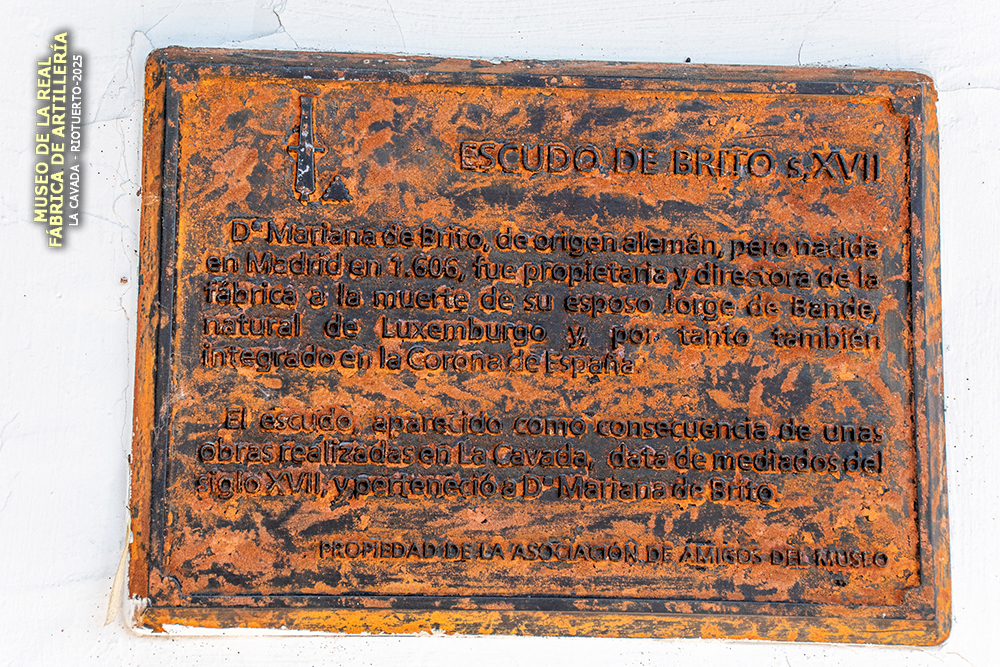 MUSEO DE LA REAL
FÁBRICA DE ARTILLERÍA
LA CAVADA - RIOTUERTO-2025
ESCUDO DE BRITO s,XVII
Dª Mariana de Brito, de origen alemán, pero nacida
en Madrid en 1.606, fue propietaria y directora de la
fábrica a la muerte de su esposo Jorge de Bande,
natural de Luxemburgo y, por tanto también
integrado en la Corona de España.
El escudo, aparecido como consecuencia de unas
obras realizadas en La Cavada, data de mediados del
siglo XVII, y perteneció a Dª Mariana de Brito.
PROPIEDAD DE LA ASOCIACIÓN DE AMIGOS DEL MUSEO